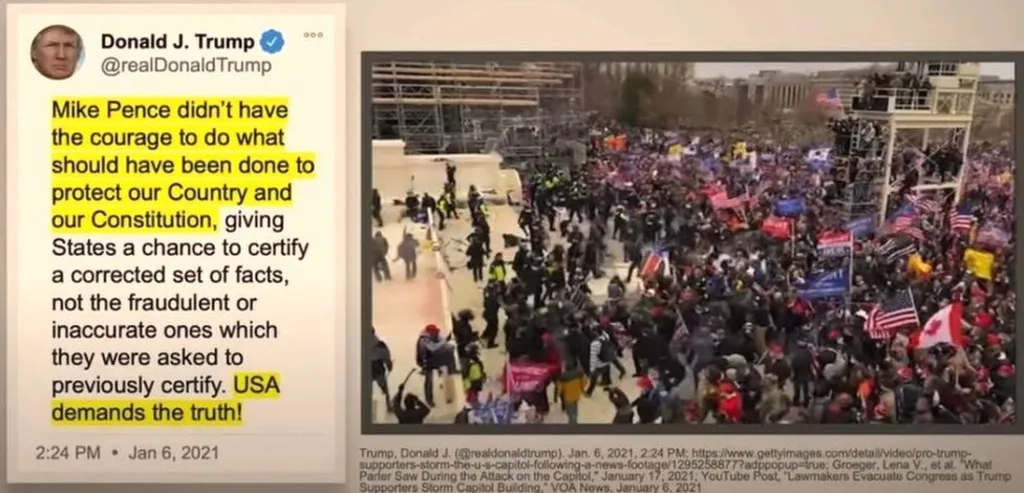 Donald J. Trump
@realDonaldTrump
Mike Pence didn't have
the courage to do what
should have been done to
protect our Country and
our Constitution, giving
States a chance to certify
a corrected set of facts,
not the fraudulent or
inaccurate ones which
they were asked to
previously certify. USA
demands the truth!
2:24 PM • Jan 6, 2021
Trump, Donald J. (@realdonaldtrump). Jan. 6, 2021, 2:24 PM; https://www.gettyimages.com/detail/video/pro-trump-
supporters-storm-the-u-s-capitol-following-a-news-footage/1295258877?adppopup=true; Groeger, Lena V., et al. "What
Parler Saw During the Attack on the Capitol," January 17, 2021; YouTube Post, "Lawmakers Evacuate Congress as Trump
Supporters Storm Capitol Building," VOA News, January 6, 2021